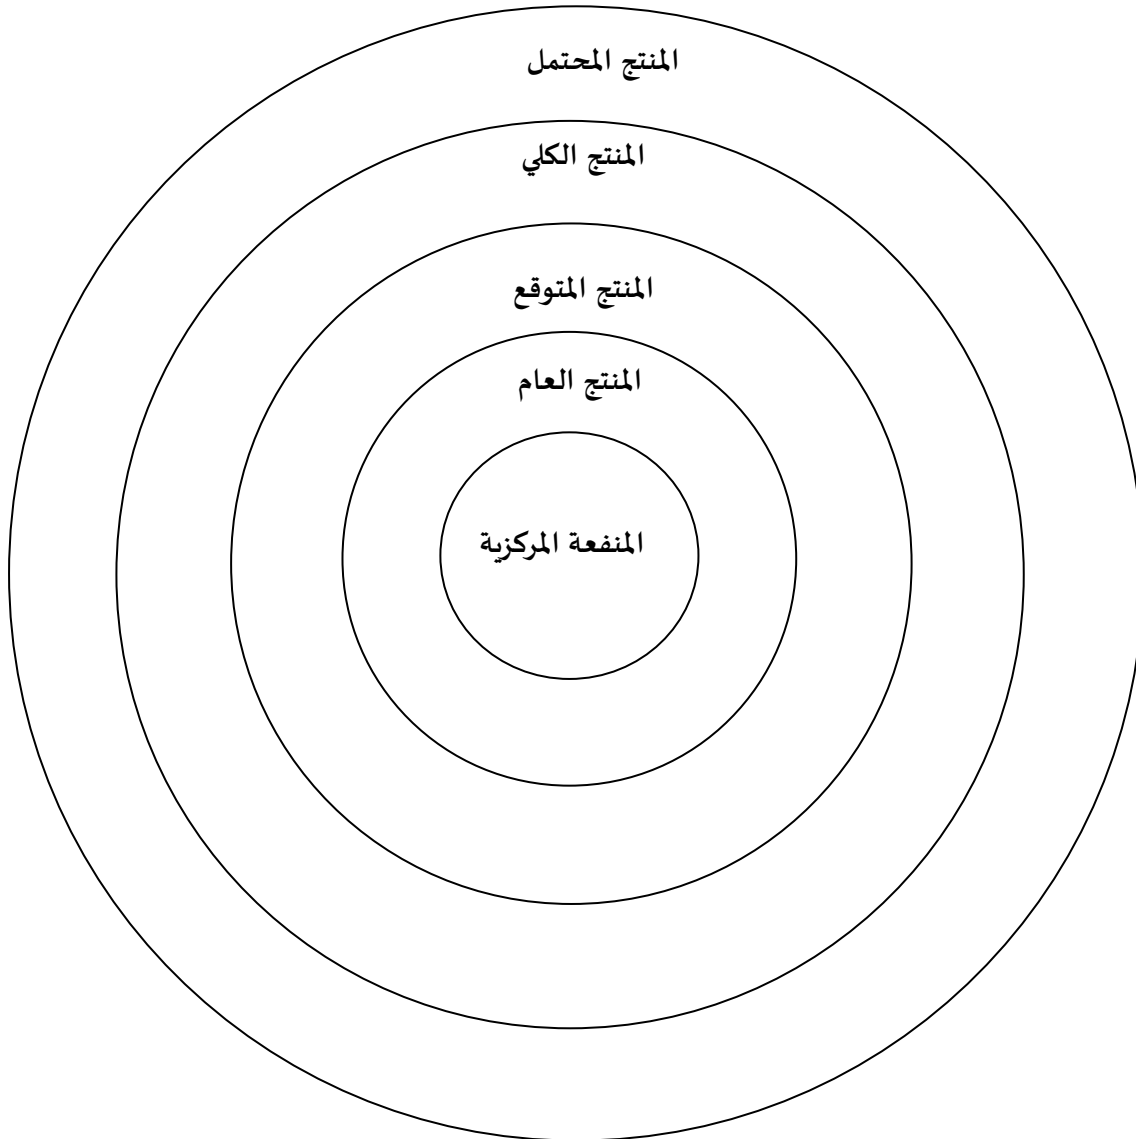 المنتج المحتمل
المنتج الكلي
المنتج المتوقع
المنتج العام
المنفعة المركزية